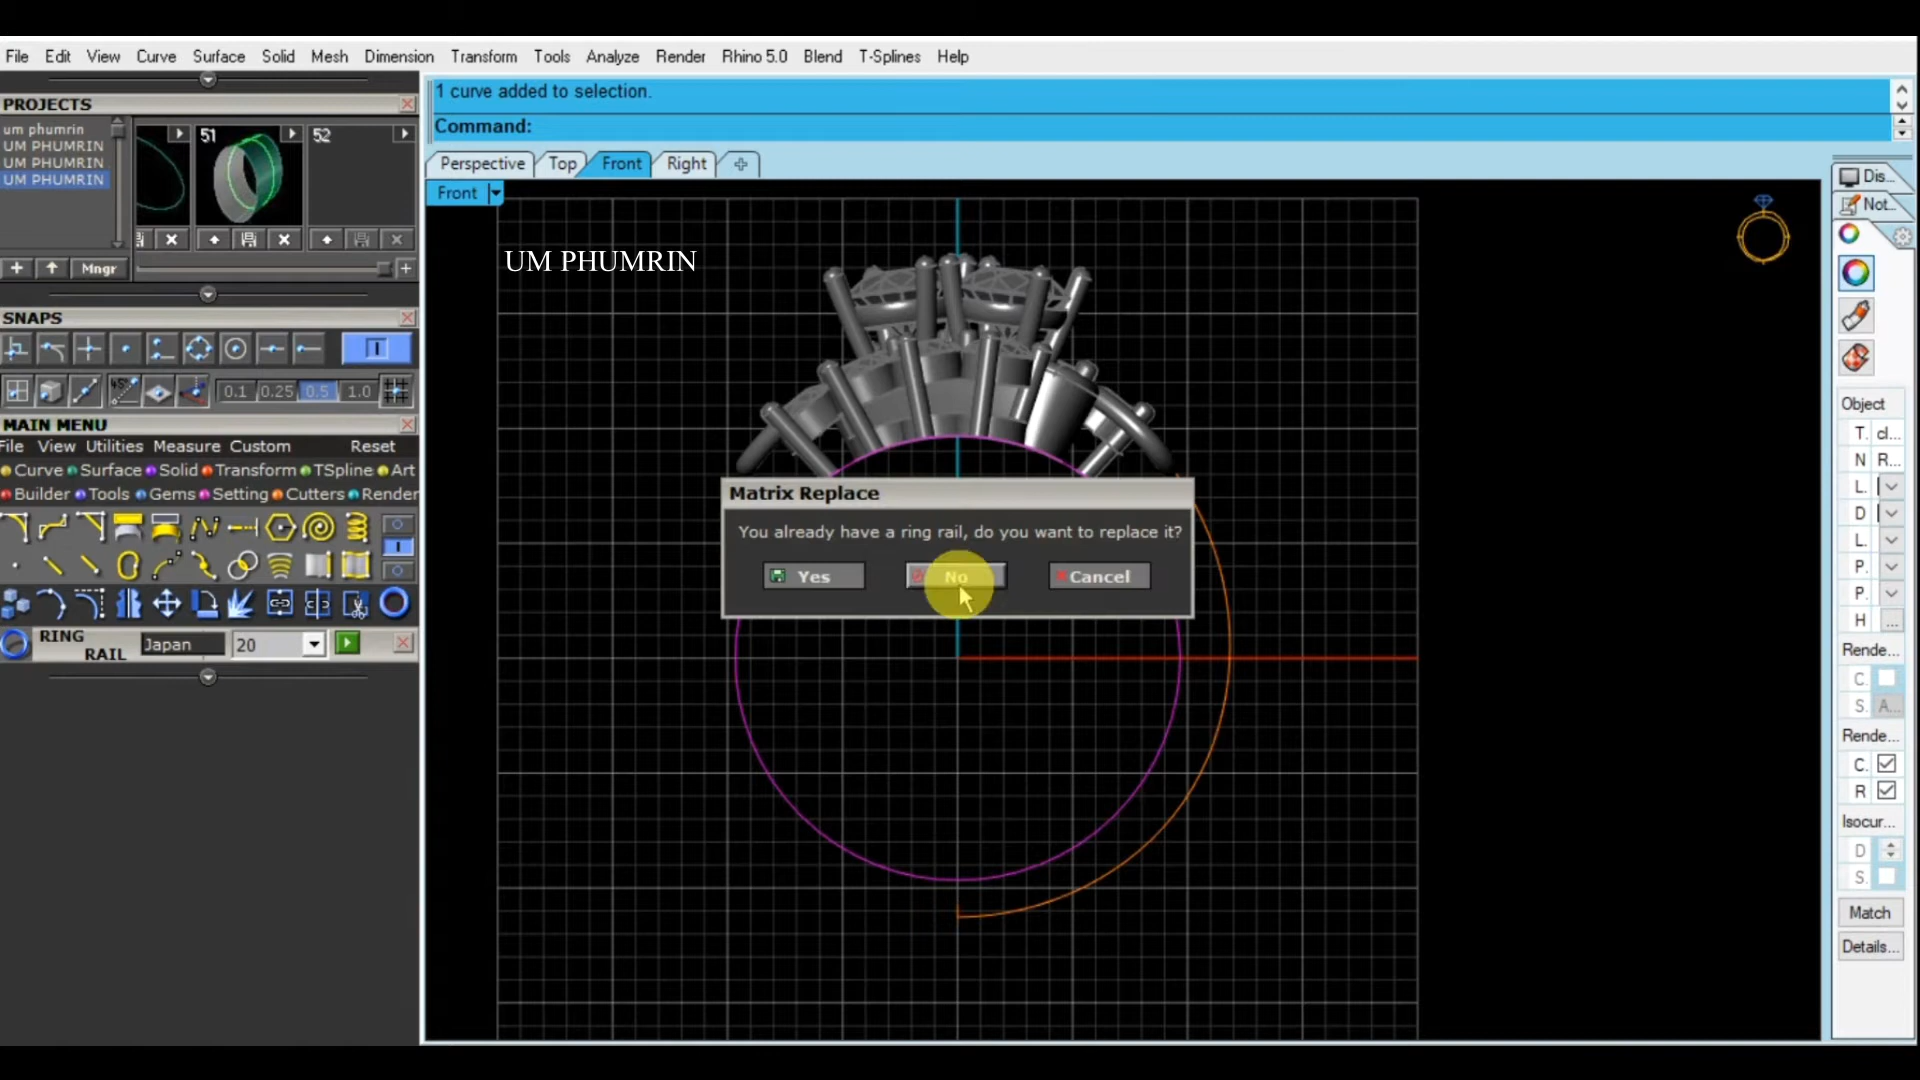 File Edit View Curve Surface Solid Mesh Dimension Transform Tools Analyze Render Rhino 5.0 Blend T-Splines Help
PROJECTS
um phumrin
UM PHUMRIN
UM PHUMRIN
UM PHUMRIN
51
52
Mngr
1 curve added to selection.
Command:
Perspective Top Front Right
Front
UM PHUMRIN
SNAPS
0.1 0.25 0.5 1.0
MAIN MENU
File View Utilities Measure Custom Reset
Curve Surface Solid Transform TSpline Art
Builder Tools Gems Setting Cutters Render
RING RAIL Japan 20
Matrix Replace
You already have a ring rail, do you want to replace it?
Yes No Cancel
Dis...
Not...
Object
T. cl...
N R...
L.
D
L.
P.
P.
H ...
Rende...
C.
S. A...
Rende...
C.
R
Isocur...
D
S.
Match
Details...